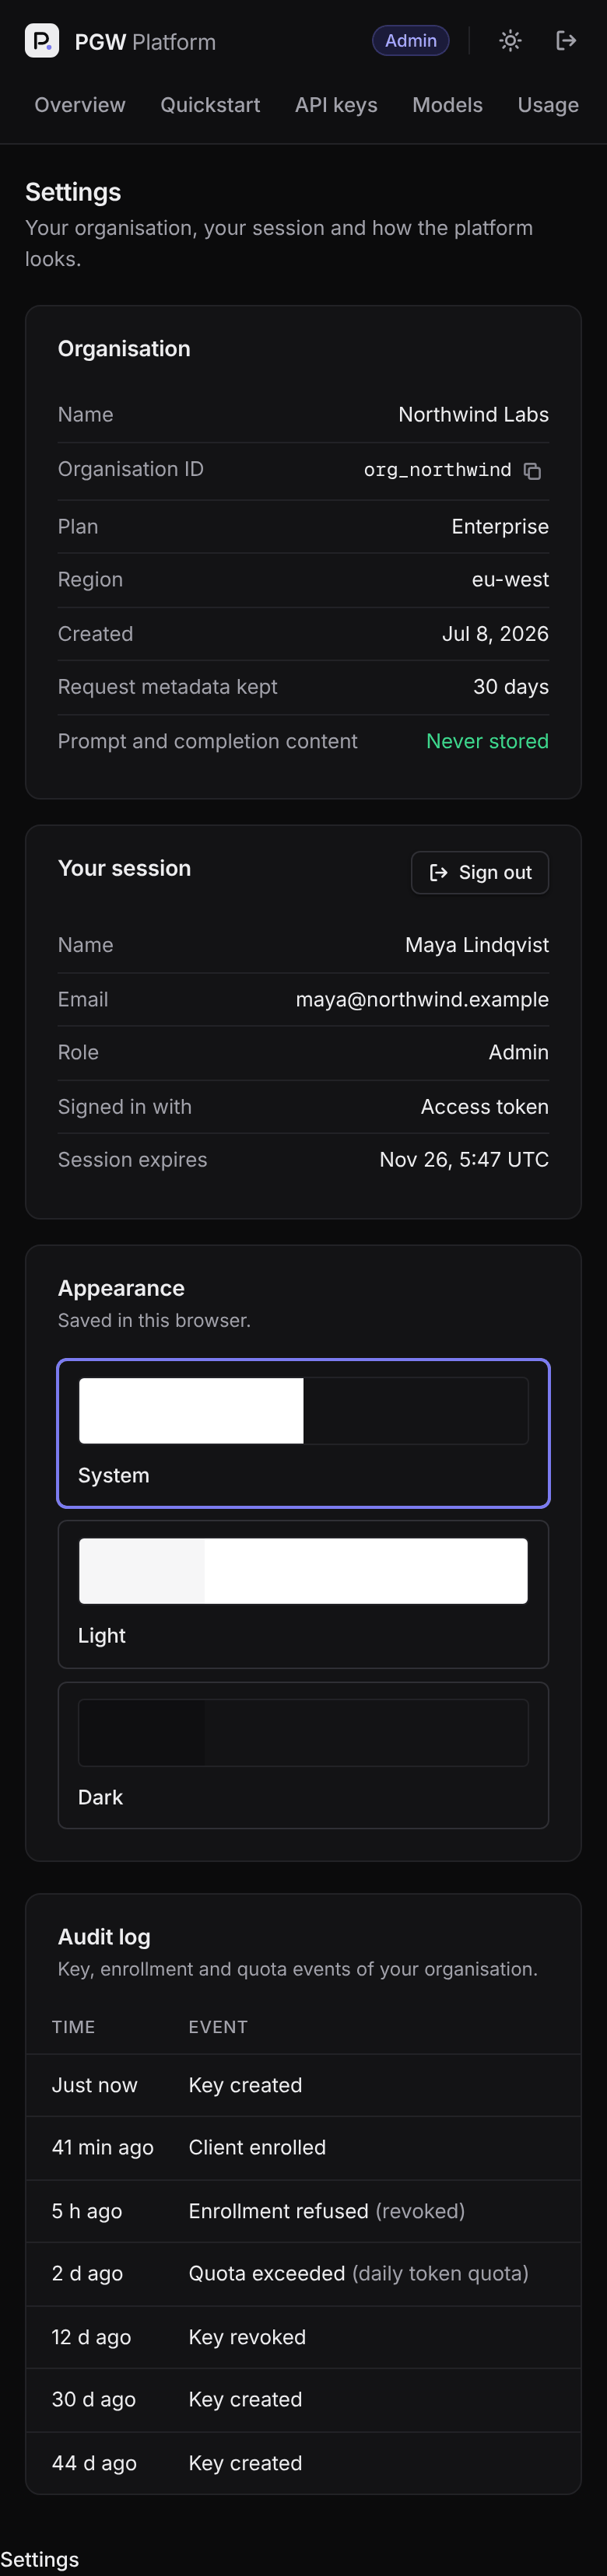 P. PGW Platform Admin
Overview Quickstart API keys Models Usage
Settings
Your organisation, your session and how the platform
looks.
Organisation
Name Northwind Labs
Organisation ID org_northwind
Plan Enterprise
Region eu-west
Created Jul 8, 2026
Request metadata kept 30 days
Prompt and completion content Never stored
Your session Sign out
Name Maya Lindqvist
Email maya@northwind.example
Role Admin
Signed in with Access token
Session expires Nov 26, 5:47 UTC
Appearance
Saved in this browser.
System
Light
Dark
Audit log
Key, enrollment and quota events of your organisation.
TIME EVENT
Just now Key created
41 min ago Client enrolled
5 h ago Enrollment refused (revoked)
2 d ago Quota exceeded (daily token quota)
12 d ago Key revoked
30 d ago Key created
44 d ago Key created
Settings